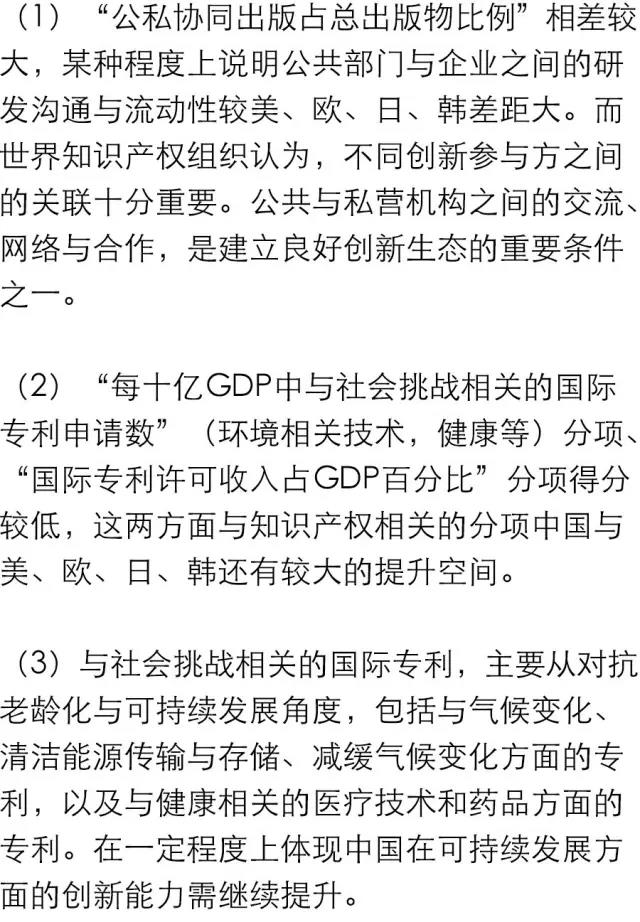 （1）“公私协同出版占总出版物比例”相差较
大，某种程度上说明公共部门与企业之间的研
发沟通与流动性较美、欧、日、韩差距大。而
世界知识产权组织认为，不同创新参与方之间
的关联十分重要。公共与私营机构之间的交流、
网络与合作，是建立良好创新生态的重要条件
之一。
（2）“每十亿GDP中与社会挑战相关的国际
专利申请数”（环境相关技术，健康等）分项、
“国际专利许可收入占GDP百分比”分项得分
较低，这两方面与知识产权相关的分项中国与
美、欧、日、韩还有较大的提升空间。
（3）与社会挑战相关的国际专利，主要从对抗
老龄化与可持续发展角度，包括与气候变化、
清洁能源传输与存储、减缓气候变化方面的专
利，以及与健康相关的医疗技术和药品方面的
专利。在一定程度上体现中国在可持续发展方
面的创新能力需继续提升。